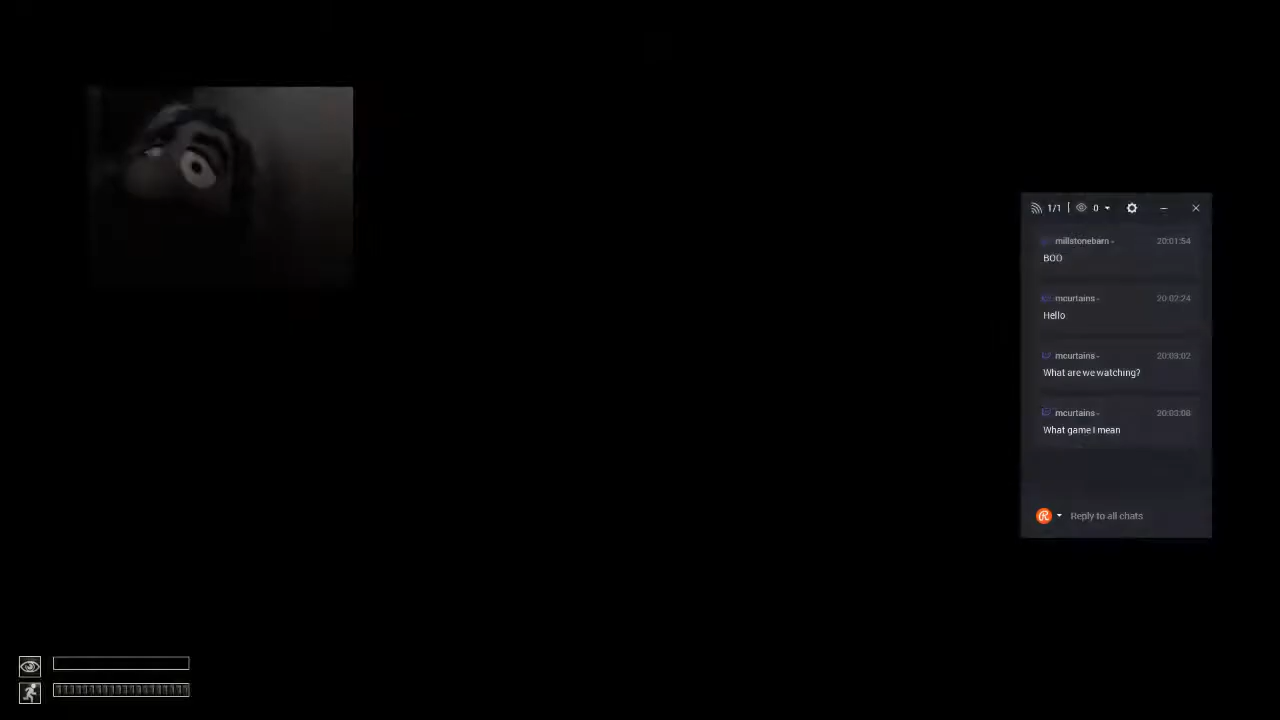 1/1 | 0
millstonebarn - 20:01:54
BOO
mcurtains - 20:02:24
Hello
mcurtains - 20:03:02
What are we watching?
mcurtains - 20:03:08
What game I mean
Reply to all chats